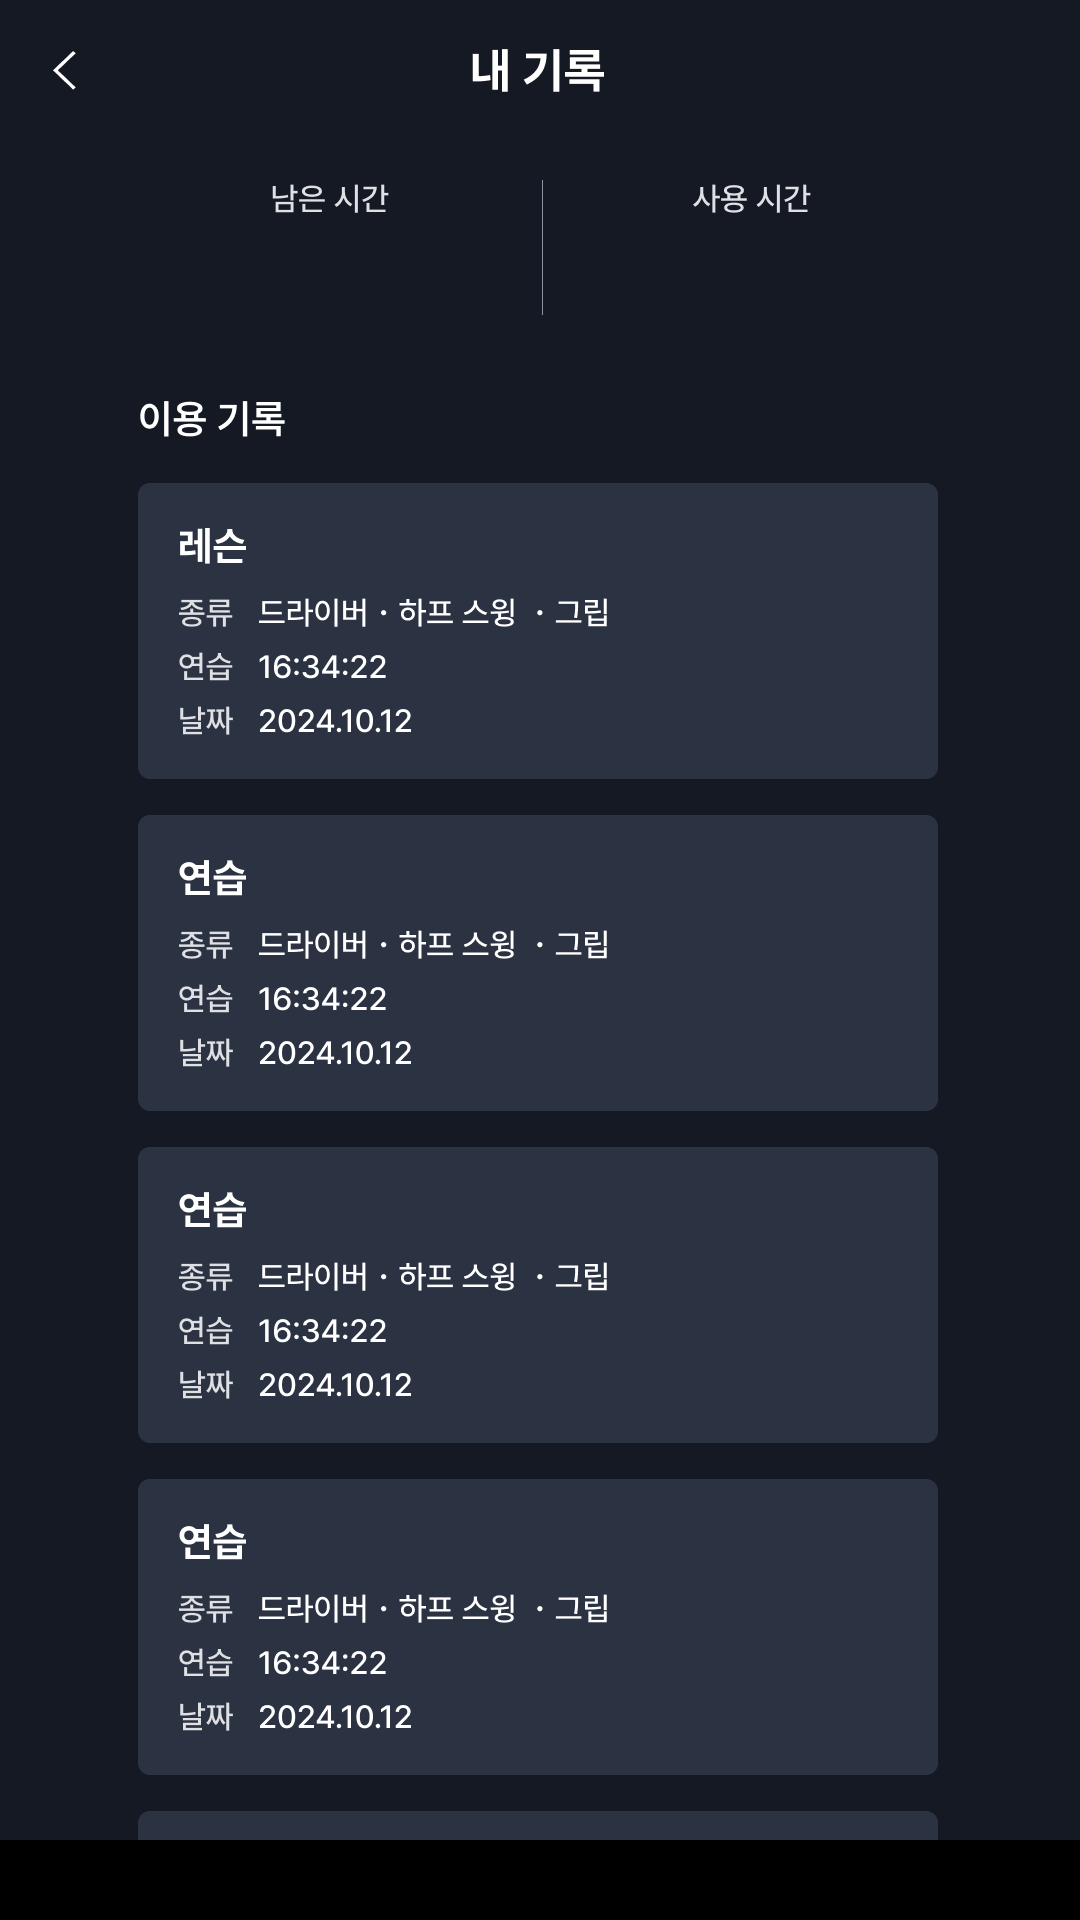 내 기록
남은 시간
사용 시간
이용 기록
레슨
종류 드라이버 · 하프 스윙 · 그립
연습 16:34:22
날짜 2024.10.12
연습
종류 드라이버 · 하프 스윙 · 그립
연습 16:34:22
날짜 2024.10.12
연습
종류 드라이버 · 하프 스윙 · 그립
연습 16:34:22
날짜 2024.10.12
연습
종류 드라이버 · 하프 스윙 · 그립
연습 16:34:22
날짜 2024.10.12